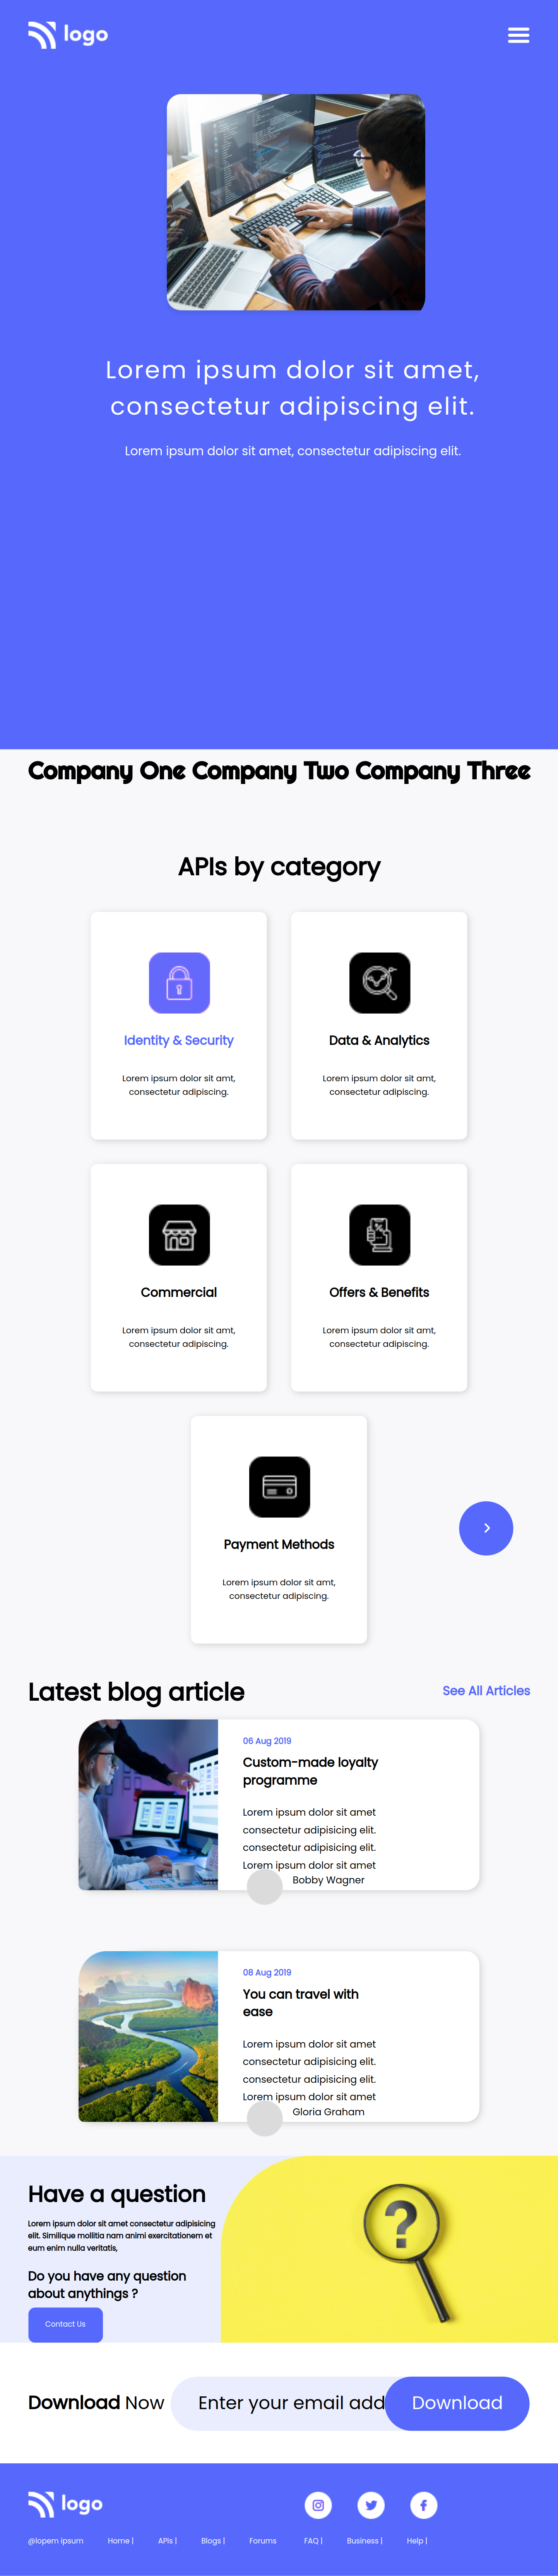 logo
Lorem ipsum dolor sit amet,
consectetur adipiscing elit.
Lorem ipsum dolor sit amet, consectetur adipiscing elit.
Company One Company Two Company Three
APIs by category
Identity & Security
Lorem ipsum dolor sit amt,
consectetur adipiscing.
Data & Analytics
Lorem ipsum dolor sit amt,
consectetur adipiscing.
Commercial
Lorem ipsum dolor sit amt,
consectetur adipiscing.
Offers & Benefits
Lorem ipsum dolor sit amt,
consectetur adipiscing.
Payment Methods
Lorem ipsum dolor sit amt,
consectetur adipiscing.
Latest blog article
See All Articles
06 Aug 2019
Custom-made loyalty
programme
Lorem ipsum dolor sit amet
consectetur adipisicing elit.
consectetur adipisicing elit.
Lorem ipsum dolor sit amet
Bobby Wagner
08 Aug 2019
You can travel with
ease
Lorem ipsum dolor sit amet
consectetur adipisicing elit.
consectetur adipisicing elit.
Lorem ipsum dolor sit amet
Gloria Graham
Have a question
Lorem ipsum dolor sit amet consectetur adipisicing
elit. Similique mollitia nam animi exercitationem et
eum enim nulla veritatis,
Do you have any question
about anythings ?
Contact Us
?
Download Now
Enter your email add
Download
logo
@lopem ipsum Home | APIs | Blogs | Forums FAQ | Business | Help |